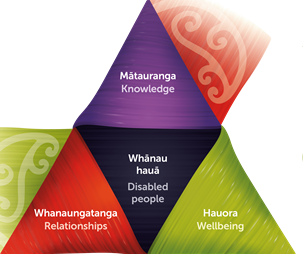 Mātauranga
Knowledge
Whānau
hauā
Disabled
people
Whanaungatanga
Relationships
Hauora
Wellbeing